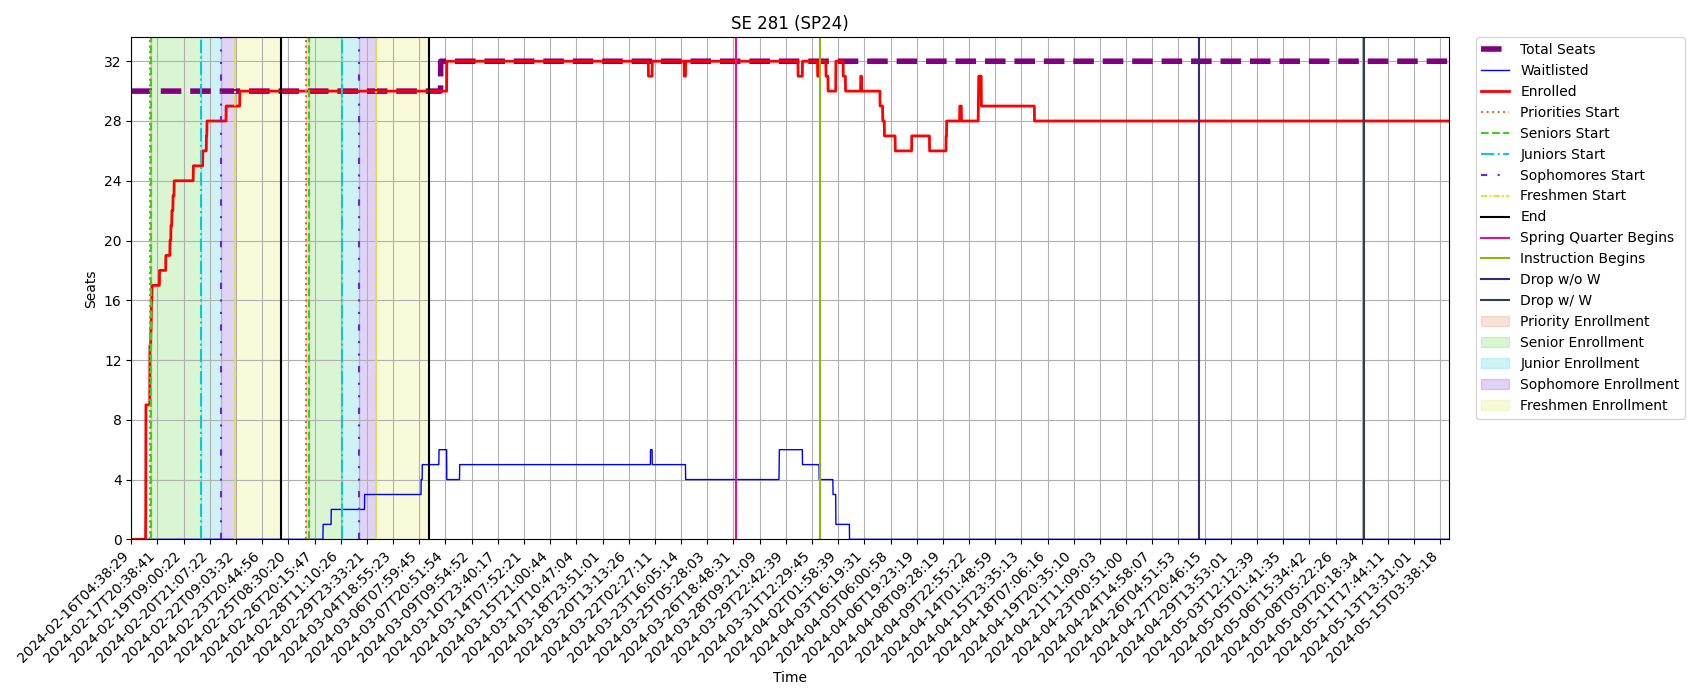 SE 281 (SP24)
Seats
32
28
24
20
16
12
8
4
0
2024-02-16T04:38:29
2024-02-17T20:38:41
2024-02-19T09:00:22
2024-02-20T21:07:22
2024-02-22T09:03:32
2024-02-23T20:44:56
2024-02-25T08:30:20
2024-02-26T20:15:47
2024-02-28T11:10:26
2024-02-29T23:33:21
2024-03-04T18:55:23
2024-03-06T07:59:45
2024-03-07T20:51:54
2024-03-09T09:54:52
2024-03-10T23:40:17
2024-03-14T07:52:21
2024-03-15T21:00:44
2024-03-17T10:47:04
2024-03-18T23:51:01
2024-03-20T13:13:26
2024-03-22T02:27:11
2024-03-23T16:05:14
2024-03-25T05:28:03
2024-03-26T18:48:31
2024-03-28T09:21:09
2024-03-29T22:42:39
2024-03-31T12:29:45
2024-04-02T01:58:39
2024-04-03T16:19:31
2024-04-05T06:00:58
2024-04-06T19:23:19
2024-04-08T09:28:19
2024-04-09T22:55:22
2024-04-14T01:48:59
2024-04-15T23:35:13
2024-04-18T07:06:16
2024-04-19T20:35:10
2024-04-21T11:09:03
2024-04-23T00:51:00
2024-04-24T14:58:07
2024-04-26T04:51:53
2024-04-27T20:46:15
2024-04-29T13:53:01
2024-05-03T12:12:39
2024-05-05T01:41:35
2024-05-06T15:34:42
2024-05-08T05:22:26
2024-05-09T20:18:34
2024-05-11T17:44:11
2024-05-13T13:31:01
2024-05-15T03:38:18
Time
Total Seats
Waitlisted
Enrolled
Priorities Start
Seniors Start
Juniors Start
Sophomores Start
Freshmen Start
End
Spring Quarter Begins
Instruction Begins
Drop w/o W
Drop w/ W
Priority Enrollment
Senior Enrollment
Junior Enrollment
Sophomore Enrollment
Freshmen Enrollment